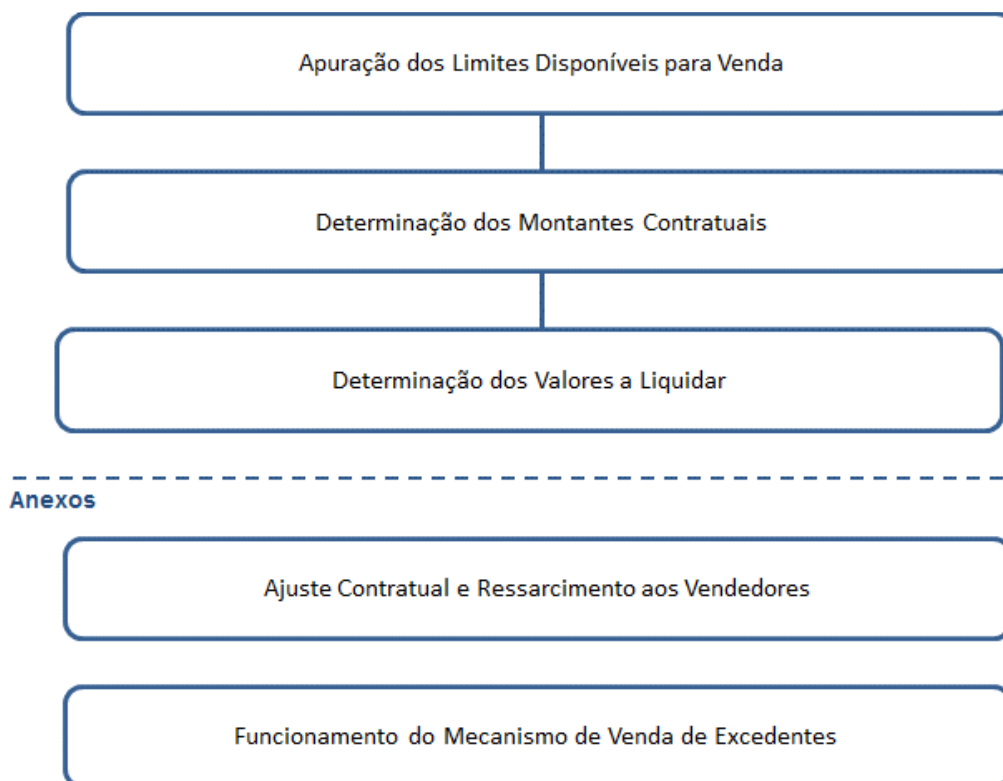 Apuração dos Limites Disponíveis para Venda
Determinação dos Montantes Contratuais
Determinação dos Valores a Liquidar
Anexos
Ajuste Contratual e Ressarcimento aos Vendedores
Funcionamento do Mecanismo de Venda de Excedentes